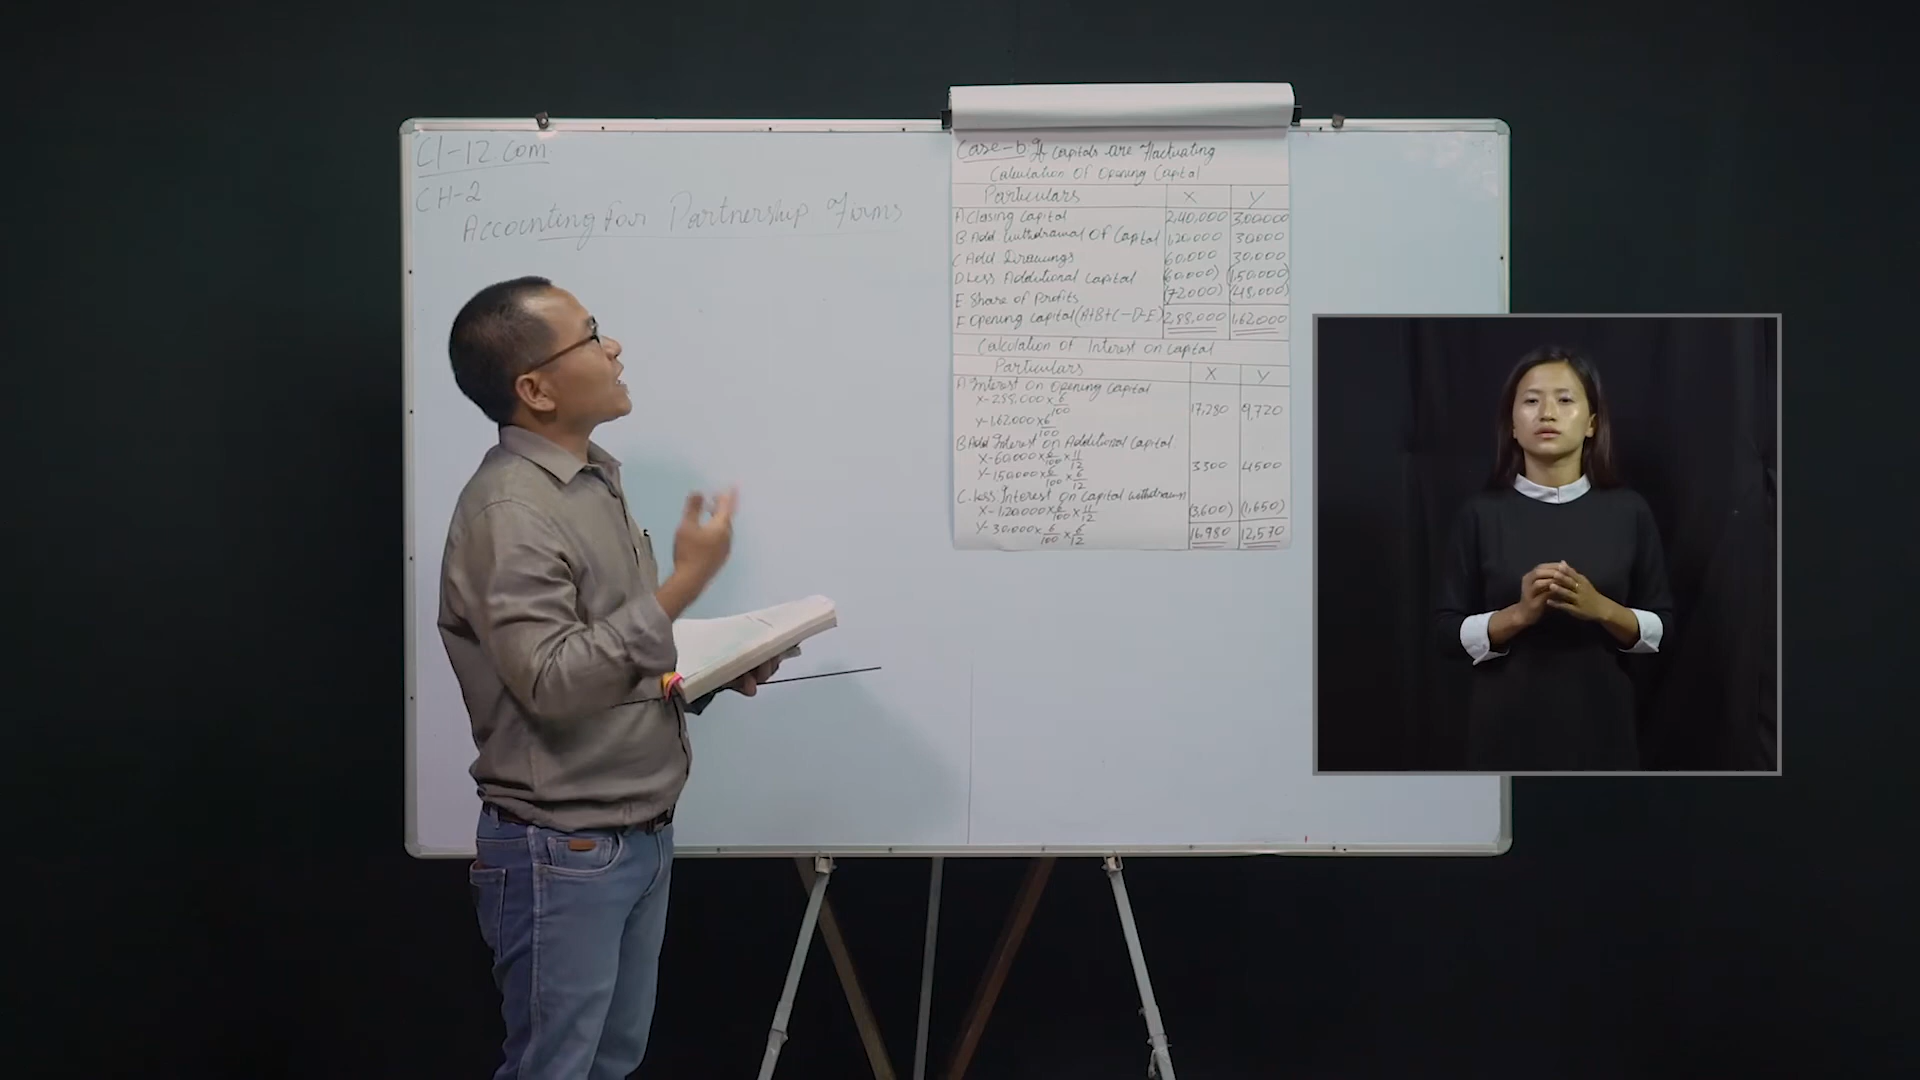 Cl-12. Com
CH-2
Accounting for Partnership Firms
Case-b If Capitals are Fluctuating
Calculation Of Opening Capital
Particulars X Y
A Closing Capital 2,40,000 3,00,000
B Add Withdrawal Of Capital 1,20,000 30,000
C Add Drawings 60,000 30,000
D Less Additional Capital (60,000) (1,50,000)
E Share of Profits (72,000) (48,000)
F Opening Capital (A+B+C-D-E) 2,88,000 1,62,000
Calculation of Interest on Capital
Particulars X Y
A Interest on Opening Capital
X-288,000 x 6/100 17,280 9,720
Y-1,62,000 x 6/100
B Add Interest on Additional Capital
X-60,000 x 6/100 x 11/12 3300 4500
Y-1,50,000 x 6/100 x 6/12
C. Less Interest on Capital withdrawn
X-1,20,000 x 6/100 x 11/12 (3,600) (1,650)
Y-30,000 x 6/100 x 6/12
16,980 12,570